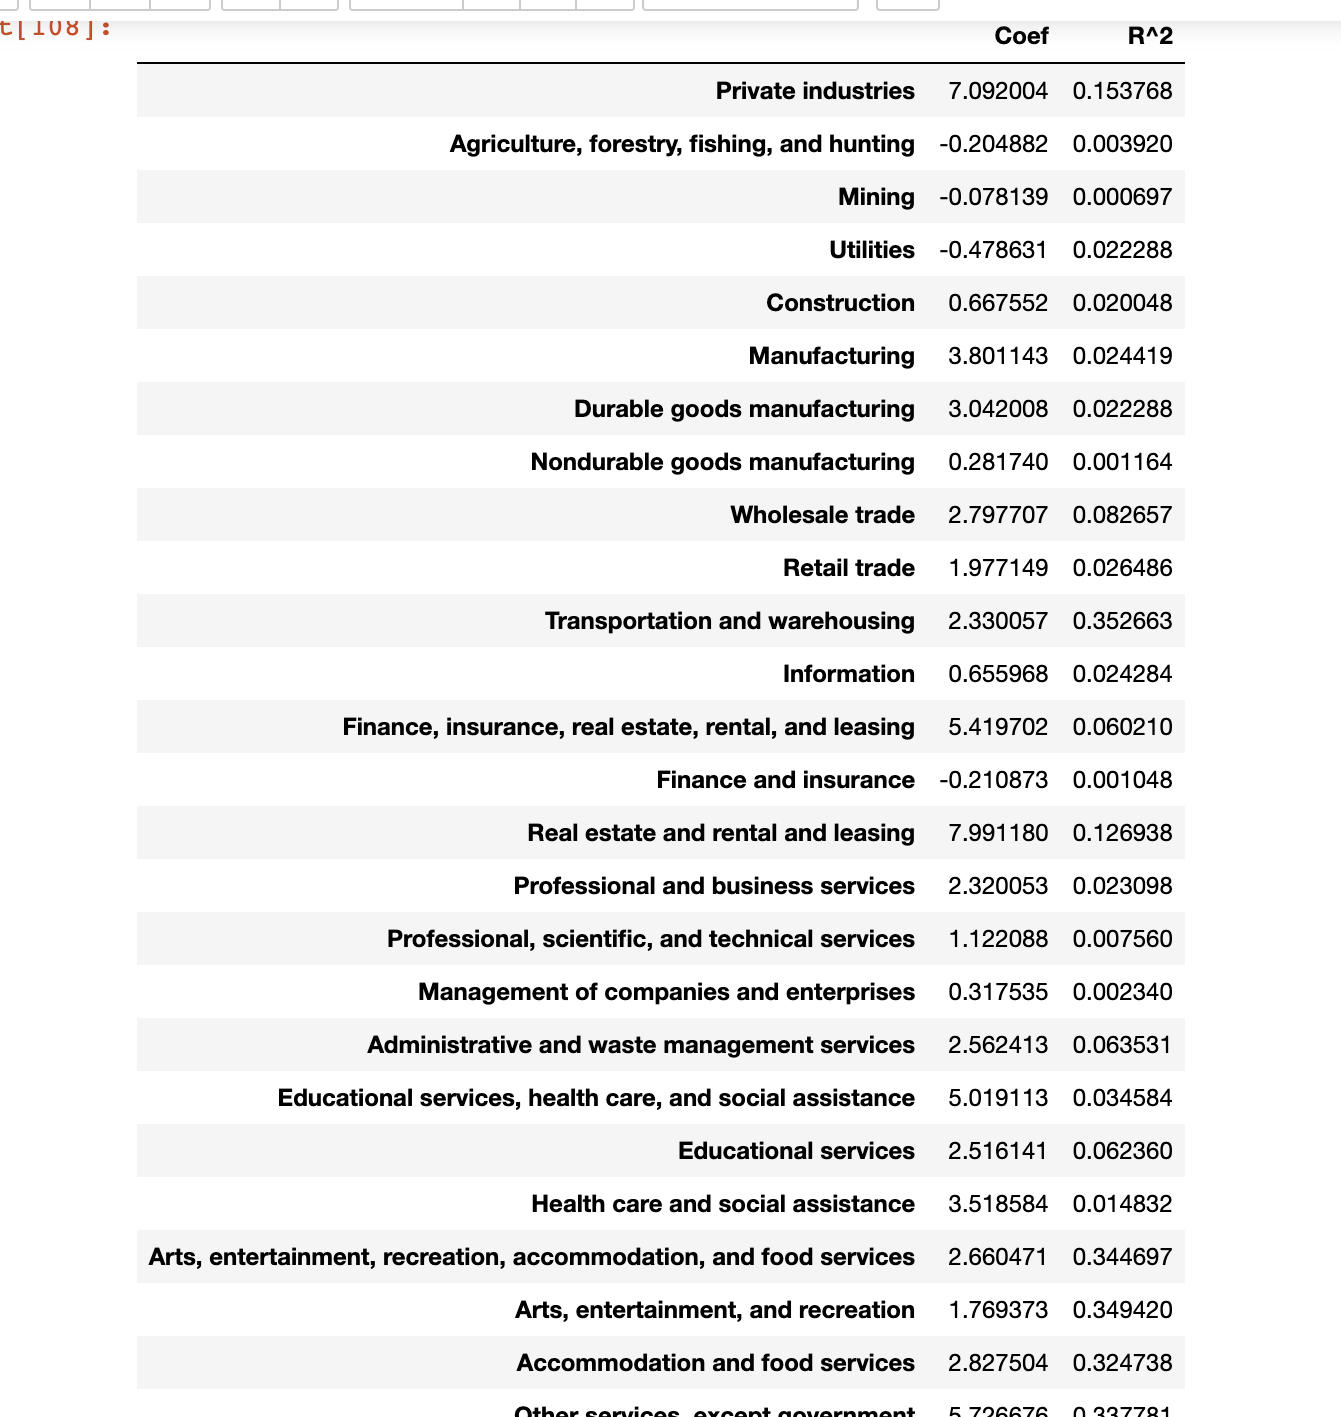 t[108]:
Coef R^2
Private industries 7.092004 0.153768
Agriculture, forestry, fishing, and hunting -0.204882 0.003920
Mining -0.078139 0.000697
Utilities -0.478631 0.022288
Construction 0.667552 0.020048
Manufacturing 3.801143 0.024419
Durable goods manufacturing 3.042008 0.022288
Nondurable goods manufacturing 0.281740 0.001164
Wholesale trade 2.797707 0.082657
Retail trade 1.977149 0.026486
Transportation and warehousing 2.330057 0.352663
Information 0.655968 0.024284
Finance, insurance, real estate, rental, and leasing 5.419702 0.060210
Finance and insurance -0.210873 0.001048
Real estate and rental and leasing 7.991180 0.126938
Professional and business services 2.320053 0.023098
Professional, scientific, and technical services 1.122088 0.007560
Management of companies and enterprises 0.317535 0.002340
Administrative and waste management services 2.562413 0.063531
Educational services, health care, and social assistance 5.019113 0.034584
Educational services 2.516141 0.062360
Health care and social assistance 3.518584 0.014832
Arts, entertainment, recreation, accommodation, and food services 2.660471 0.344697
Arts, entertainment, and recreation 1.769373 0.349420
Accommodation and food services 2.827504 0.324738
Other services, except government 5.726676 0.337781